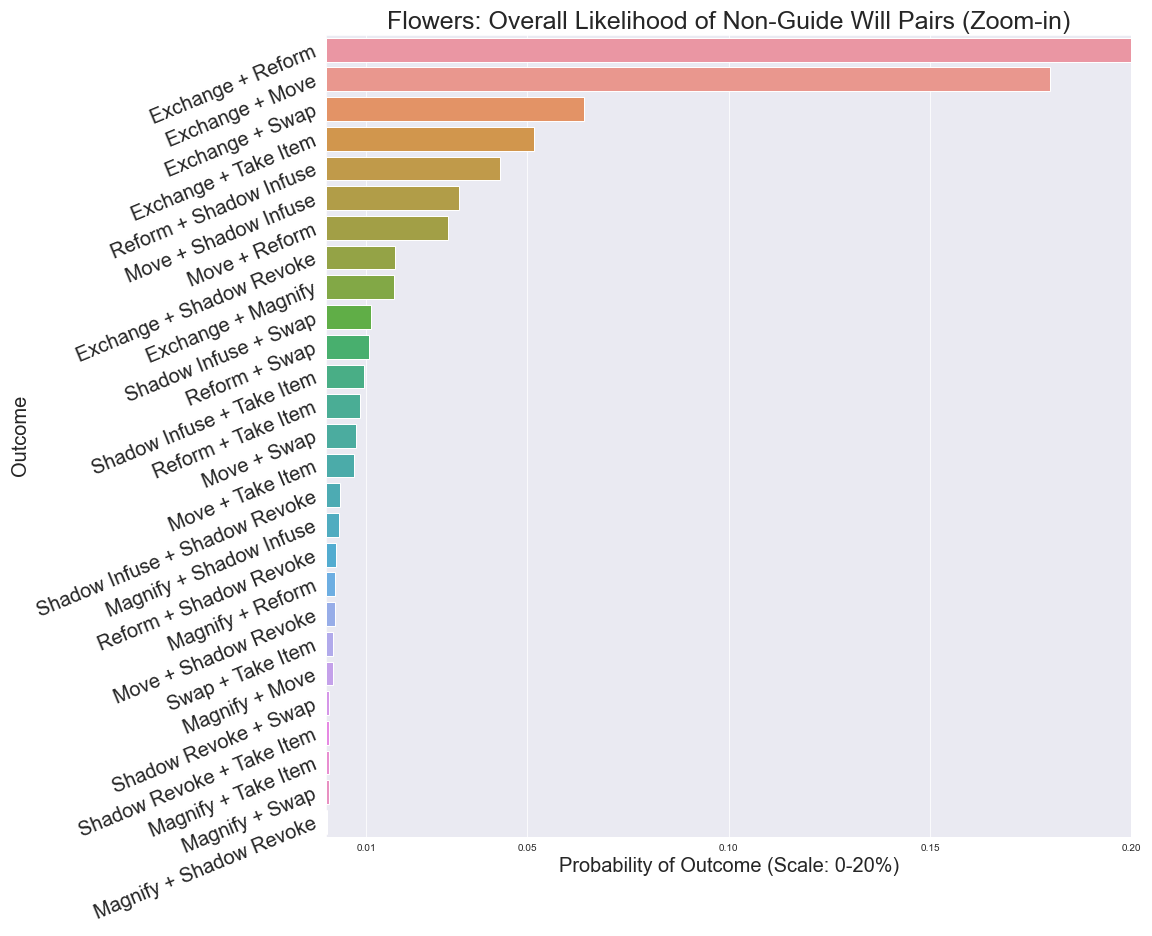 Flowers: Overall Likelihood of Non-Guide Will Pairs (Zoom-in)
Outcome
Exchange + Reform
Exchange + Move
Exchange + Swap
Exchange + Take Item
Reform + Shadow Infuse
Move + Shadow Infuse
Move + Reform
Exchange + Shadow Revoke
Exchange + Magnify
Shadow Infuse + Swap
Reform + Swap
Shadow Infuse + Take Item
Reform + Take Item
Move + Swap
Move + Take Item
Shadow Infuse + Shadow Revoke
Magnify + Shadow Infuse
Reform + Shadow Revoke
Magnify + Reform
Move + Shadow Revoke
Swap + Take Item
Magnify + Move
Shadow Revoke + Swap
Shadow Revoke + Take Item
Magnify + Take Item
Magnify + Swap
Magnify + Shadow Revoke
0.01 0.05 0.10 0.15 0.20
Probability of Outcome (Scale: 0-20%)